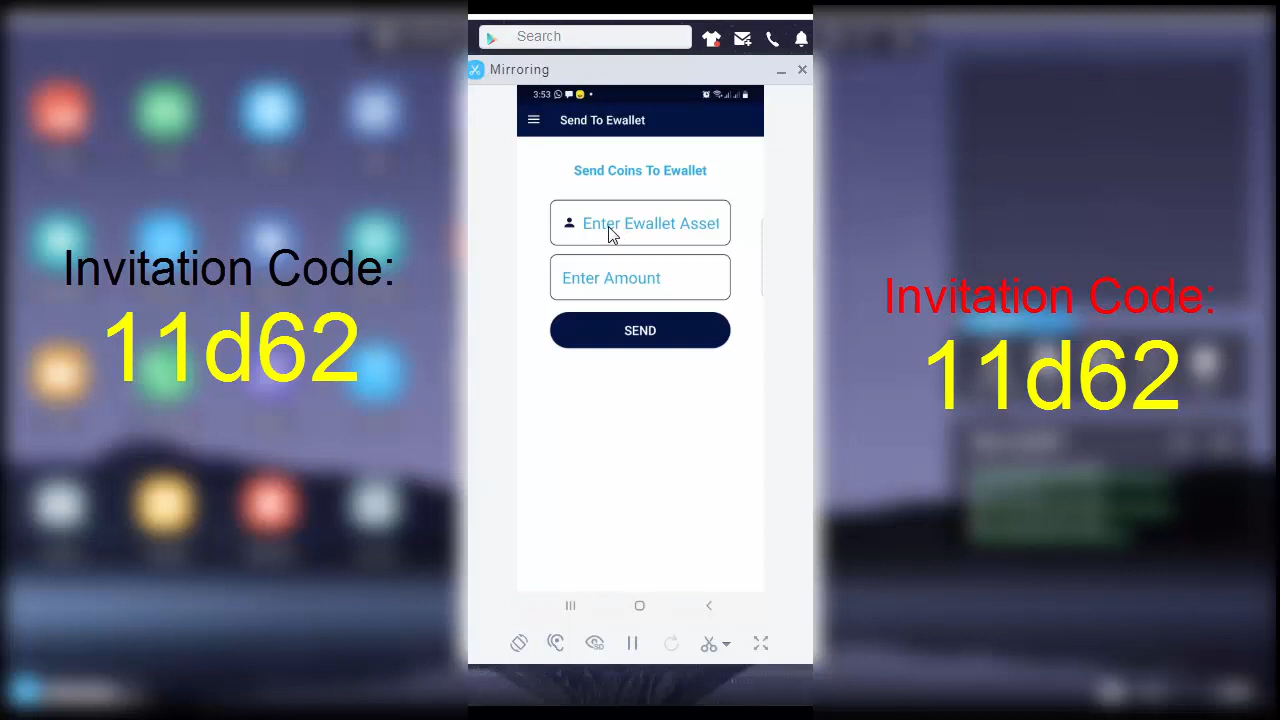 Search
Mirroring
3:53
Send To Ewallet
Send Coins To Ewallet
Enter Ewallet Asset
Enter Amount
SEND
Invitation Code:
11d62
Invitation Code:
11d62